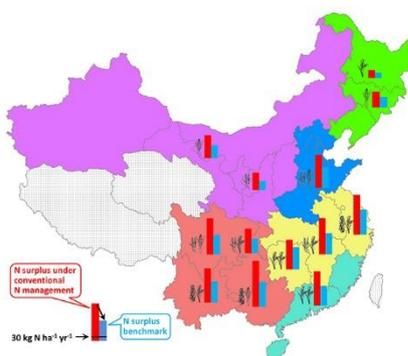 N surplus under
conventional
N management
N surplus
benchmark
30 kg N ha⁻¹ yr⁻¹